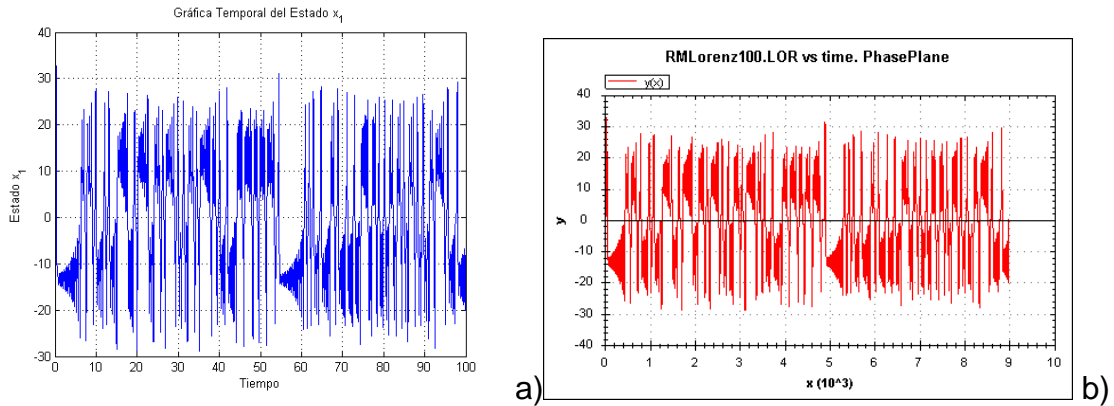 Gráfica Temporal del Estado x1
40
30
20
10
0
-10
-20
-30
0 10 20 30 40 50 60 70 80 90 100
Estado x1
Tiempo
a)
RMLorenz100.LOR vs time. PhasePlane
y(x)
40
30
20
10
0
-10
-20
-30
-40
0 1 2 3 4 5 6 7 8 9 10
y
x (10^3)
b)